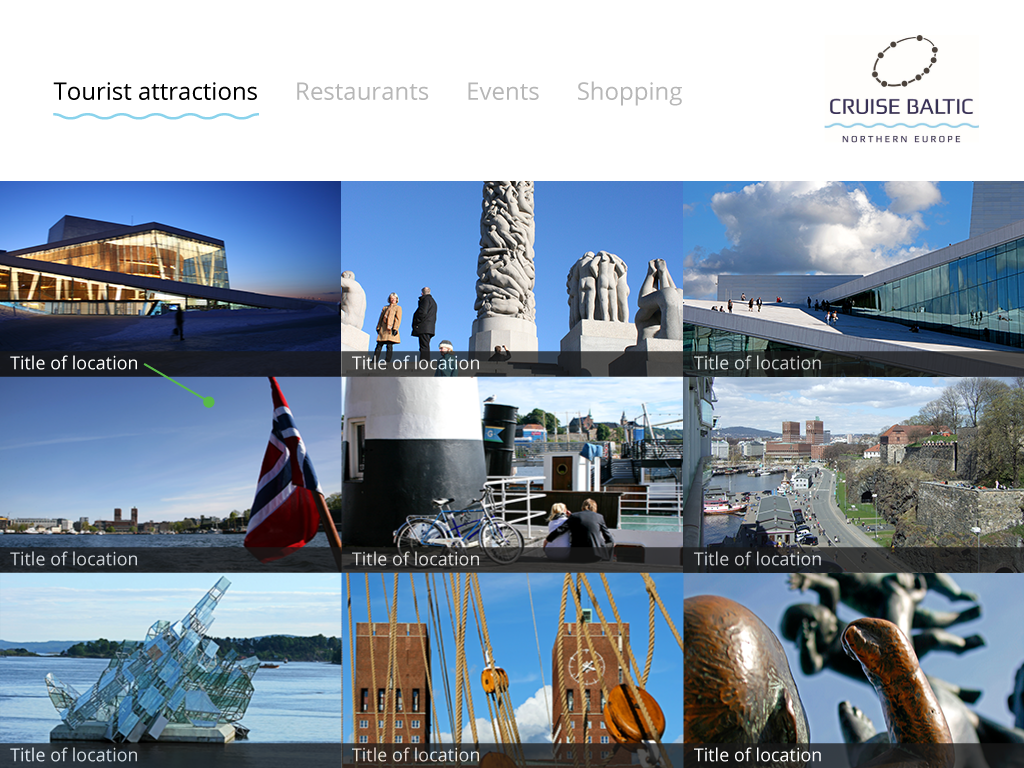 Tourist attractions Restaurants Events Shopping
CRUISE BALTIC
NORTHERN EUROPE
Title of location Title of location Title of location
Title of location Title of location Title of location
Title of location Title of location Title of location